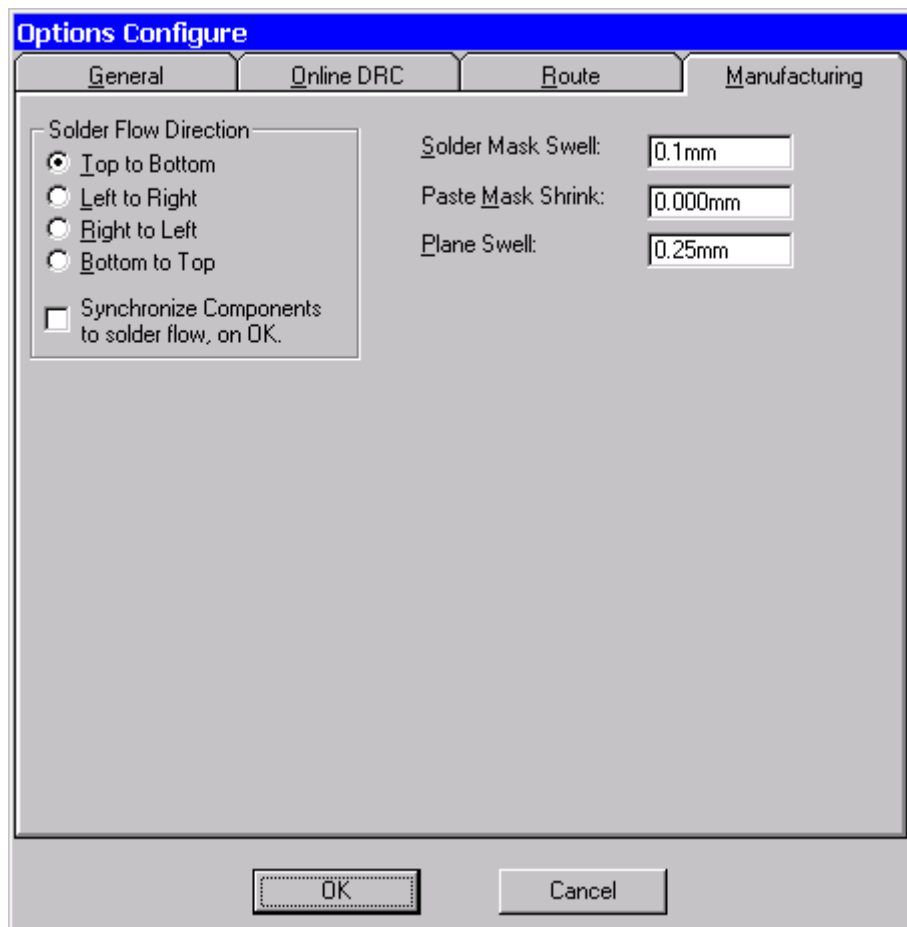 Options Configure
General
Online DRC
Route
Manufacturing
Solder Flow Direction
Top to Bottom
Left to Right
Right to Left
Bottom to Top
Synchronize Components
to solder flow, on OK.
Solder Mask Swell:
0.1mm
Paste Mask Shrink:
0.000mm
Plane Swell:
0.25mm
OK
Cancel